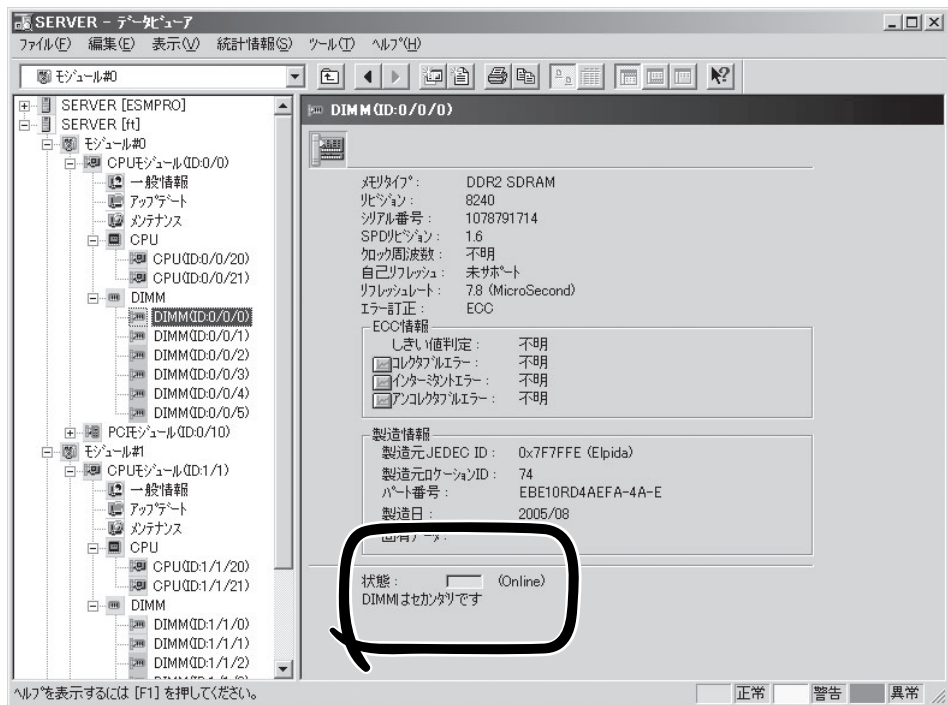 SERVER - データビューア
ファイル(F) 編集(E) 表示(V) 統計情報(S) ツール(T) ヘルプ(H)
モジュール#0
SERVER [ESMPRO]
SERVER [ft]
モジュール#0
CPUモジュール(ID:0/0)
一般情報
アップデート
メンテナンス
CPU
CPU(ID:0/0/20)
CPU(ID:0/0/21)
DIMM
DIMM(ID:0/0/0)
DIMM(ID:0/0/1)
DIMM(ID:0/0/2)
DIMM(ID:0/0/3)
DIMM(ID:0/0/4)
DIMM(ID:0/0/5)
PCIモジュール(ID:0/10)
モジュール#1
CPUモジュール(ID:1/1)
一般情報
アップデート
メンテナンス
CPU
CPU(ID:1/1/20)
CPU(ID:1/1/21)
DIMM
DIMM(ID:1/1/0)
DIMM(ID:1/1/1)
DIMM(ID:1/1/2)
DIMM(ID:0/0/0)
メモリタイプ: DDR2 SDRAM
リビジョン: 8240
シリアル番号: 1078791714
SPDリビジョン: 1.6
クロック周波数: 不明
自己リフレッシュ: 未サポート
リフレッシュレート: 7.8 (MicroSecond)
エラー訂正: ECC
ECC情報
しきい値判定: 不明
コレクタブルエラー: 不明
インターミタントエラー: 不明
アンコレクタブルエラー: 不明
製造情報
製造元JEDEC ID: 0x7F7FFE (Elpida)
製造元ロケーションID: 74
パート番号: EBE10RD4AEFA-4A-E
製造日: 2005/08
固有データ:
状態: (Online)
DIMMはセカンダリです
ヘルプを表示するには [F1] を押してください。
正常 警告 異常